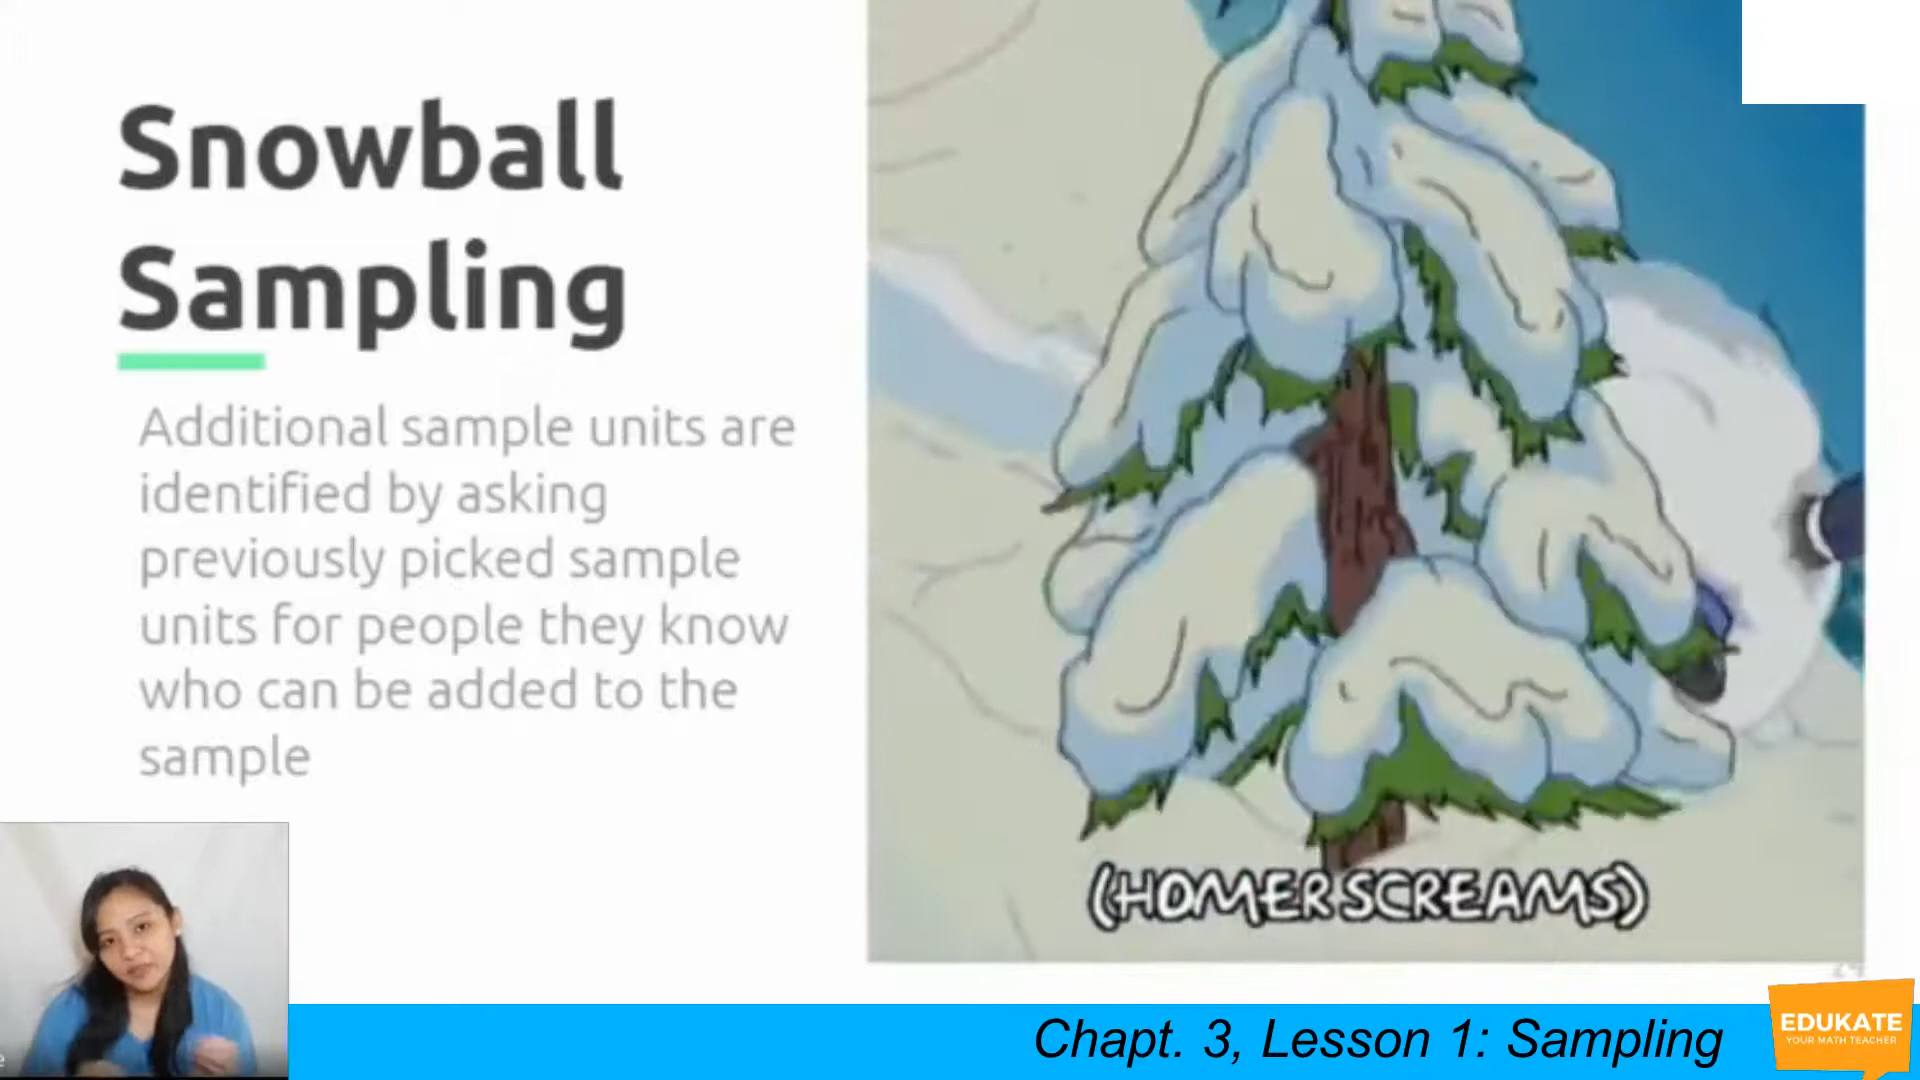 Snowball
Sampling
Additional sample units are
identified by asking
previously picked sample
units for people they know
who can be added to the
sample
(HOMER SCREAMS)
Chapt. 3, Lesson 1: Sampling
EDUKATE
YOUR MATH TEACHER